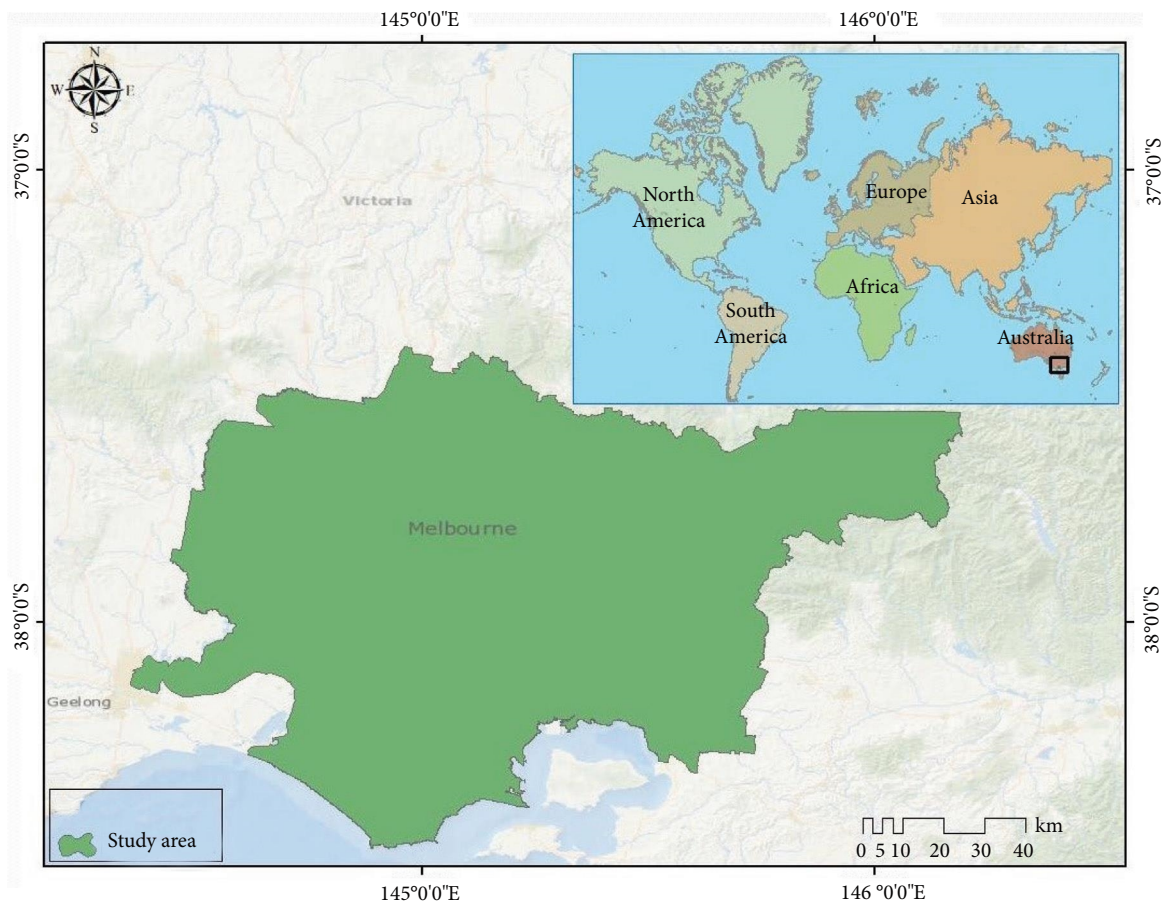 145°0'0"E
146°0'0"E
N
W
E
S
37°0'0"S
37°0'0"S
Victoria
North
America
Europe
Asia
Africa
South
America
Australia
Melbourne
38°0'0"S
38°0'0"S
Geelong
Study area
km
0 5 10 20 30 40
145°0'0"E
146°0'0"E